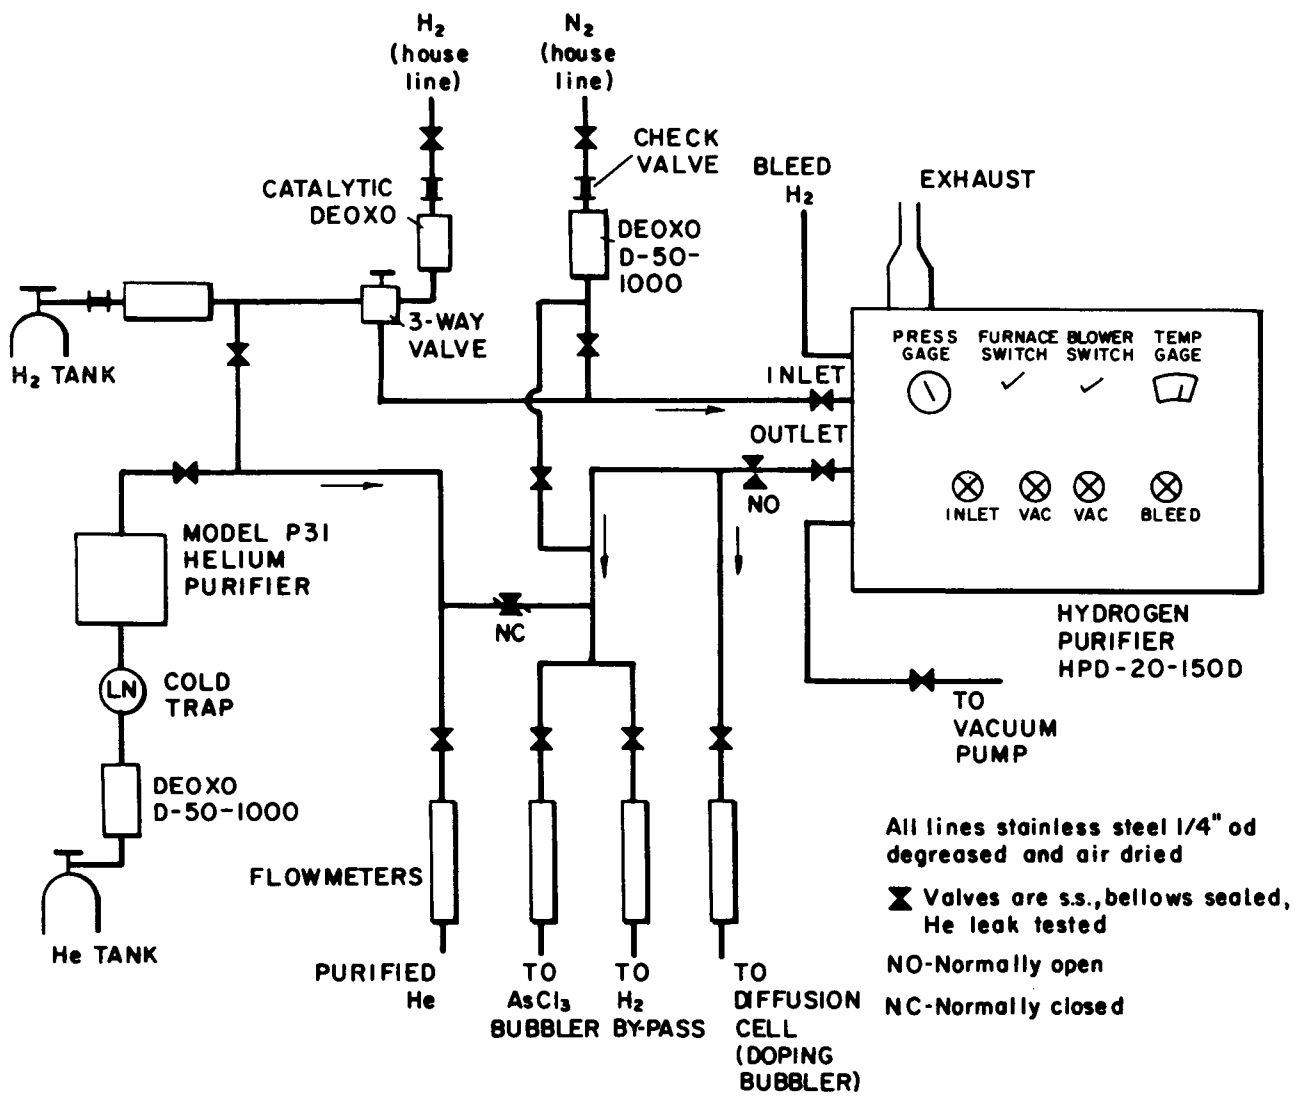 H2
(house
line)
N2
(house
line)
CHECK
VALVE
CATALYTIC
DEOXO
DEOXO
D-50-
1000
BLEED
H2
EXHAUST
3-WAY
VALVE
H2 TANK
PRESS
GAGE
FURNACE
SWITCH
BLOWER
SWITCH
TEMP
GAGE
INLET
OUTLET
NO
INLET
VAC
VAC
BLEED
MODEL P31
HELIUM
PURIFIER
NC
HYDROGEN
PURIFIER
HPD-20-150D
LN
COLD
TRAP
TO
VACUUM
PUMP
DEOXO
D-50-1000
FLOWMETERS
He TANK
PURIFIED
He
TO
AsCl3
BUBBLER
TO
H2
BY-PASS
TO
DIFFUSION
CELL
(DOPING
BUBBLER)
All lines stainless steel 1/4" od
degreased and air dried
Valves are s.s., bellows sealed,
He leak tested
NO-Normally open
NC-Normally closed